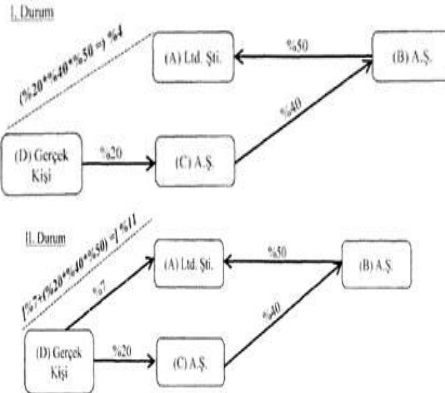 I. Durum
(%20*%40*%50=) %4
(A) Ltd. Şti.
%50
(B) A.Ş.
%40
(D) Gerçek
Kişi
%20
(C) A.Ş.
II. Durum
[%7+(%20*%40*%50) =] %11
(A) Ltd. Şti.
%50
(B) A.Ş.
%7
%40
(D) Gerçek
Kişi
%20
(C) A.Ş.